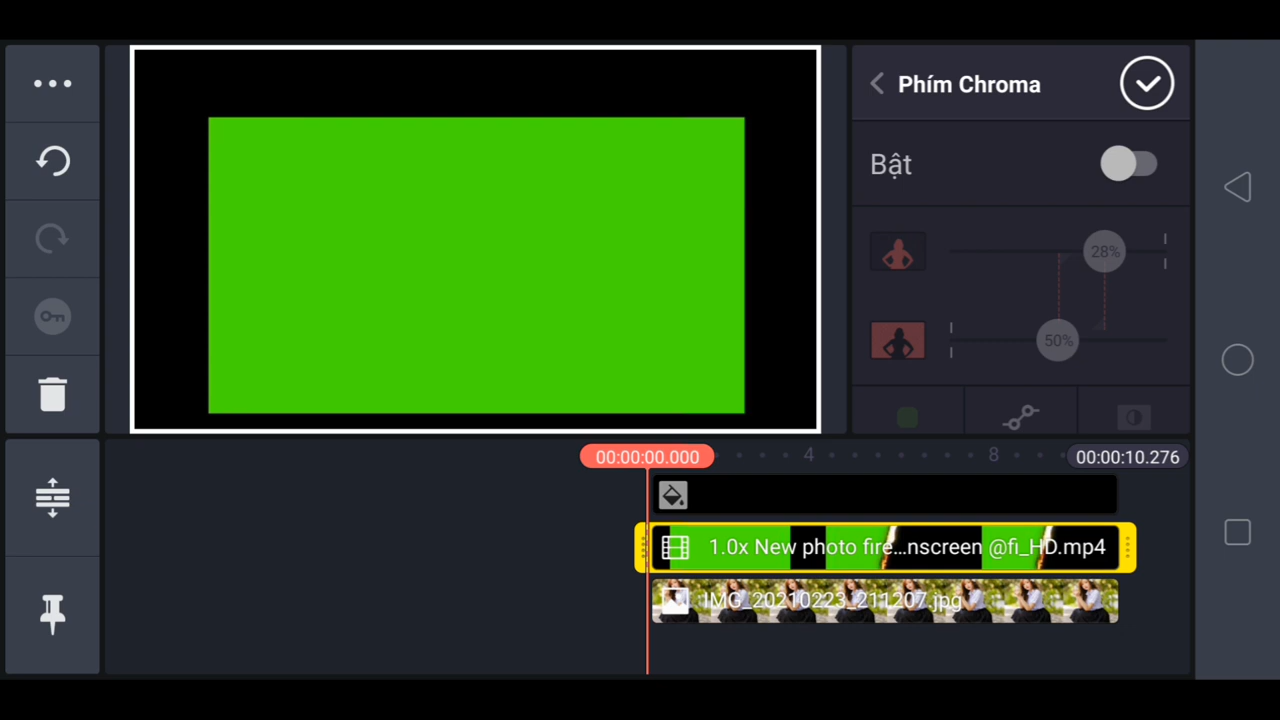 Phím Chroma
Bật
28%
50%
00:00:00.000
4
8
00:00:10.276
1.0x New photo fire...nscreen @fi_HD.mp4
IMG_20210223_211207.jpg